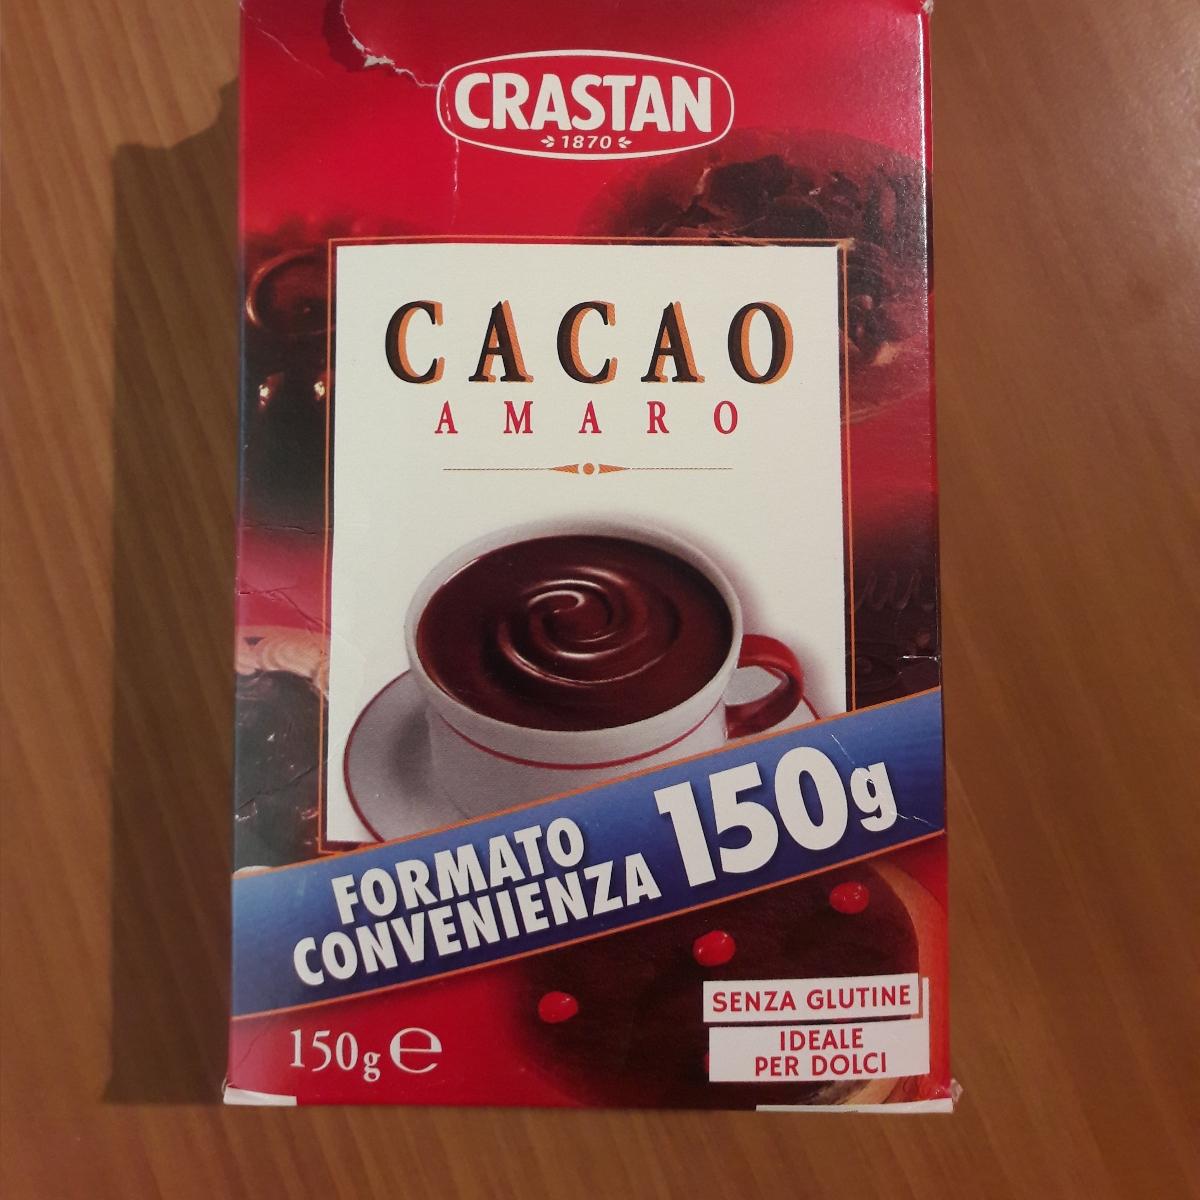 CRASTAN
1870
CACAO
AMARO
FORMATO
CONVENIENZA 150g
150g ℮
SENZA GLUTINE
IDEALE
PER DOLCI